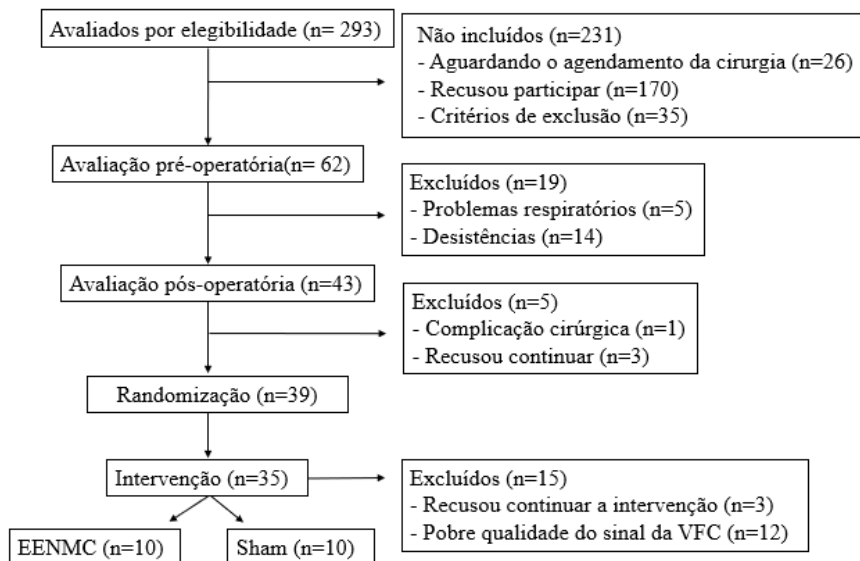 Avaliados por elegibilidade (n= 293)
Não incluídos (n=231)
- Aguardando o agendamento da cirurgia (n=26)
- Recusou participar (n=170)
- Critérios de exclusão (n=35)
Avaliação pré-operatória(n= 62)
Excluídos (n=19)
- Problemas respiratórios (n=5)
- Desistências (n=14)
Avaliação pós-operatória (n=43)
Excluídos (n=5)
- Complicação cirúrgica (n=1)
- Recusou continuar (n=3)
Randomização (n=39)
Intervenção (n=35)
Excluídos (n=15)
- Recusou continuar a intervenção (n=3)
- Pobre qualidade do sinal da VFC (n=12)
EENMC (n=10)
Sham (n=10)